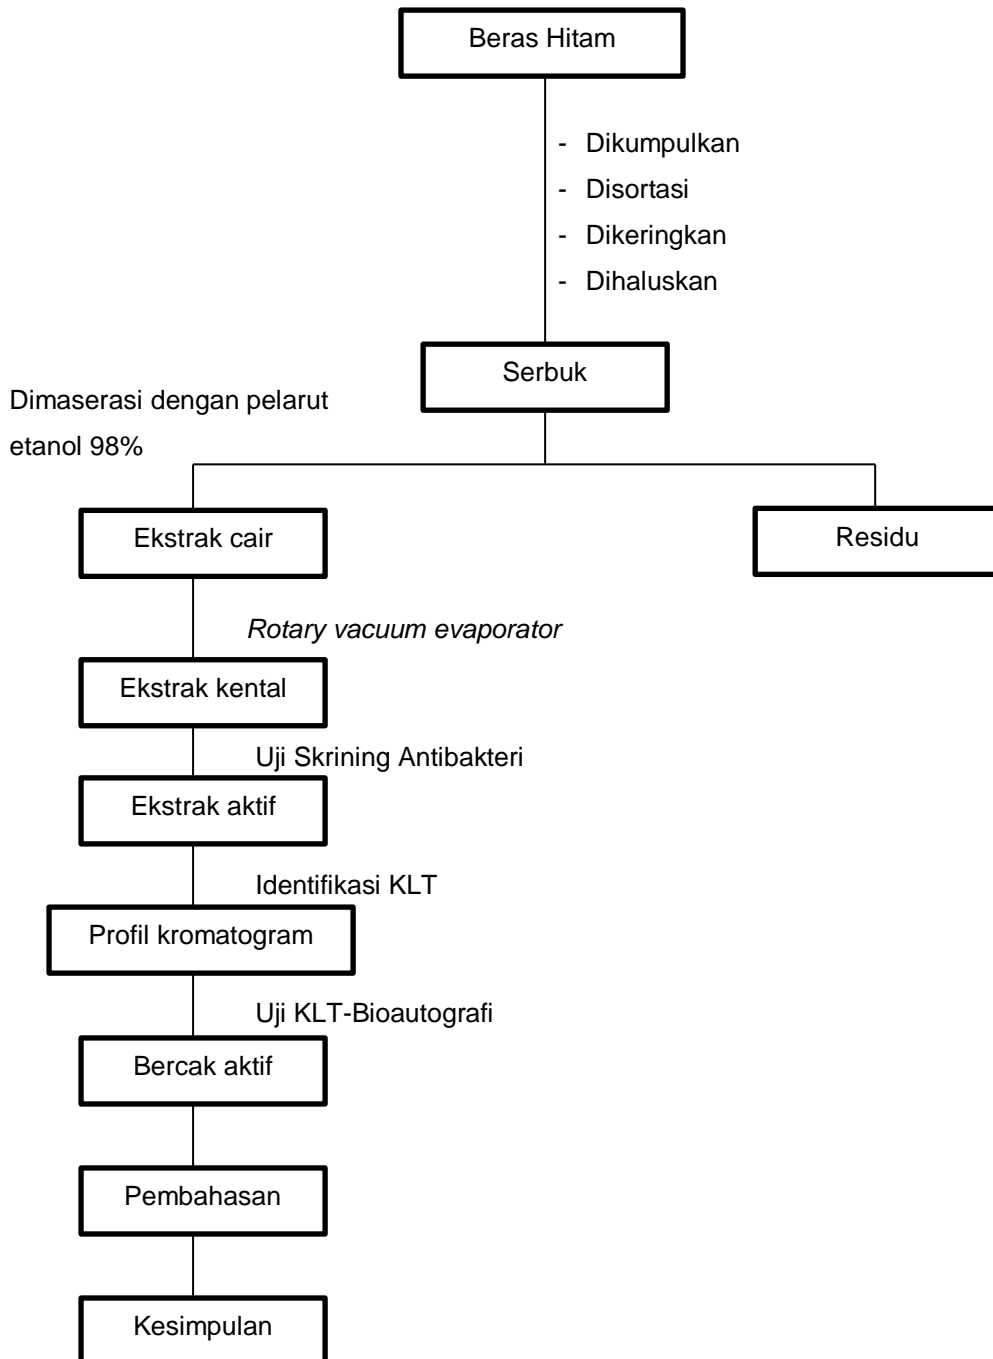 Beras Hitam
- Dikumpulkan
- Disortasi
- Dikeringkan
- Dihaluskan
Serbuk
Dimaserasi dengan pelarut
etanol 98%
Ekstrak cair
Residu
Rotary vacuum evaporator
Ekstrak kental
Uji Skrining Antibakteri
Ekstrak aktif
Identifikasi KLT
Profil kromatogram
Uji KLT-Bioautografi
Bercak aktif
Pembahasan
Kesimpulan